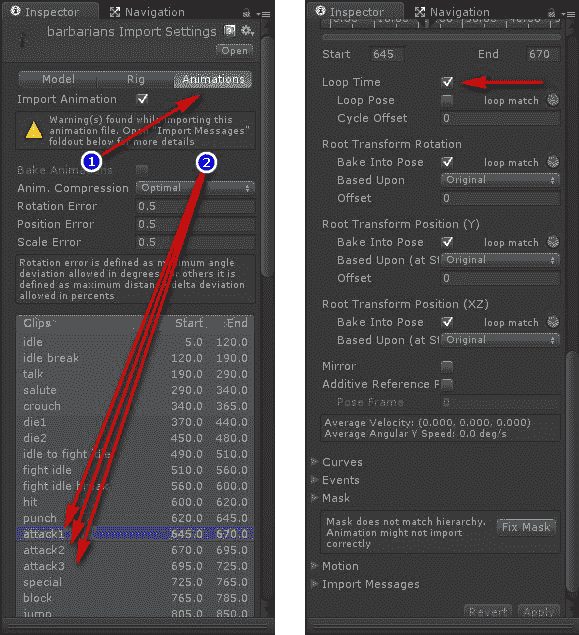 Inspector Navigation
barbarians Import Settings
Open
Model Rig Animations
Import Animation
Warning(s) found while importing this
animation file. Open "Import Messages"
foldout below for more details
1 2
Bake Animations
Anim. Compression Optimal
Rotation Error 0.5
Position Error 0.5
Scale Error 0.5
Rotation error is defined as maximum angle
deviation allowed in degrees, for others it is
defined as maximum distance/delta deviation
allowed in percents
Clips Start End
idle 5.0 120.0
idle break 120.0 190.0
talk 190.0 290.0
salute 290.0 340.0
crouch 340.0 365.0
die1 370.0 440.0
die2 450.0 480.0
idle to fight idle 490.0 510.0
fight idle 510.0 560.0
fight idle break 560.0 600.0
hit 600.0 620.0
punch 620.0 645.0
attack1 645.0 670.0
attack2 670.0 695.0
attack3 695.0 725.0
special 725.0 765.0
block 765.0 785.0
jump 805.0 850.0
Inspector Navigation
Start 645 End 670
Loop Time
Loop Pose loop match
Cycle Offset 0
Root Transform Rotation
Bake Into Pose loop match
Based Upon Original
Offset 0
Root Transform Position (Y)
Bake Into Pose loop match
Based Upon (at St Original
Offset 0
Root Transform Position (XZ)
Bake Into Pose loop match
Based Upon (at St Original
Mirror
Additive Reference P
Pose Frame 0
Average Velocity: (0.000, 0.000, 0.000)
Average Angular Y Speed: 0.0 deg/s
Curves
Events
Mask
Mask does not match hierarchy.
Animation might not import
correctly
Fix Mask
Motion
Import Messages
Revert Apply